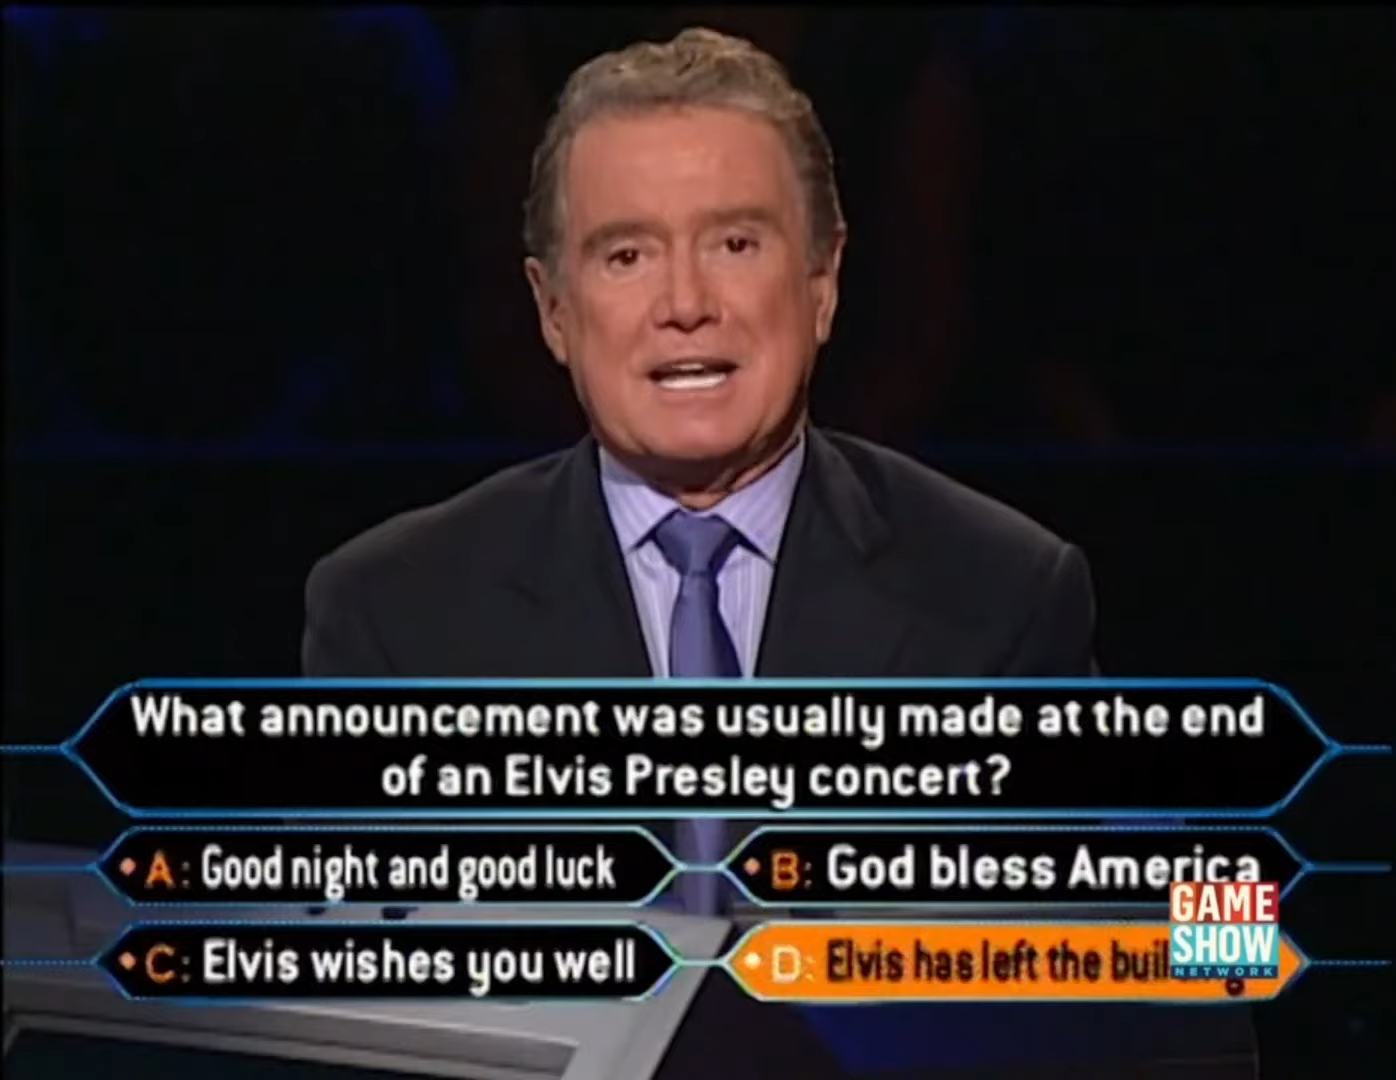 What announcement was usually made at the end
of an Elvis Presley concert?
A: Good night and good luck
B: God bless America
C: Elvis wishes you well
D: Elvis has left the
GAME
SHOW
NETWORK